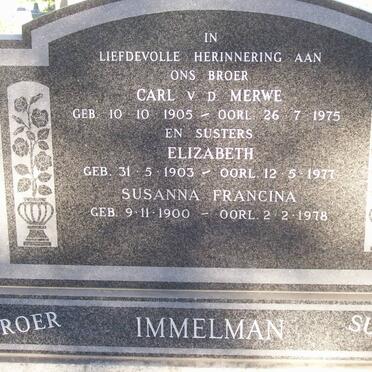 IN
LIEFDEVOLLE HERINNERING AAN
ONS BROER
CARL V D MERWE
GEB. 10·10·1905 – OORL. 26·7·1975
EN SUSTERS
ELIZABETH
GEB. 31·5·1903 – OORL. 12·5·1977
SUSANNA FRANCINA
GEB. 9·11·1900 – OORL. 2·2·1978
ROER IMMELMAN SU